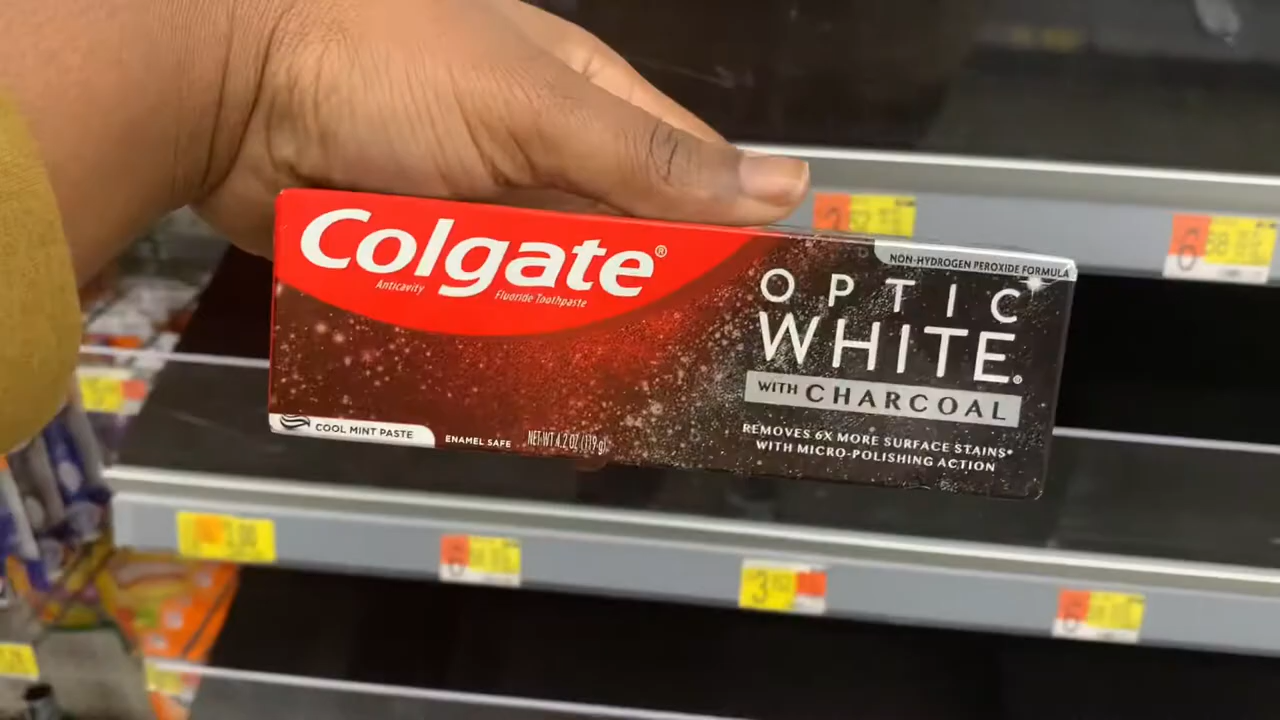 Colgate®
Anticavity Fluoride Toothpaste
NON-HYDROGEN PEROXIDE FORMULA
OPTIC
WHITE®
WITH CHARCOAL
REMOVES 6X MORE SURFACE STAINS*
WITH MICRO-POLISHING ACTION
COOL MINT PASTE
ENAMEL SAFE
NET WT 4.2 OZ (119 g)